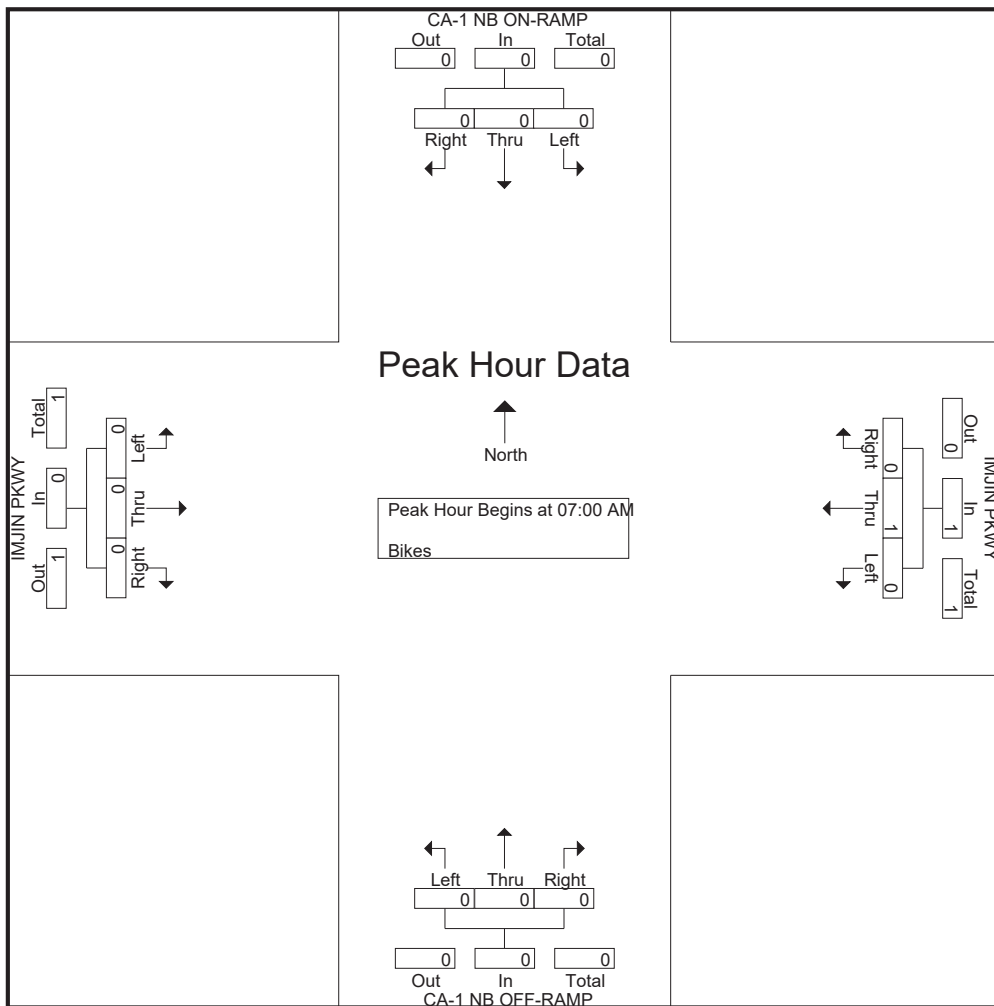 CA-1 NB ON-RAMP
Out In Total
0 0 0
0 0 0
Right Thru Left
Peak Hour Data
North
Peak Hour Begins at 07:00 AM
Bikes
IMJIN PKWY
Total In Out
1 0 1
0 0 0
Left Thru Right
Right Thru Left
0 1 0
Out In Total
0 1 1
IMJIN PKWY
Left Thru Right
0 0 0
0 0 0
Out In Total
CA-1 NB OFF-RAMP